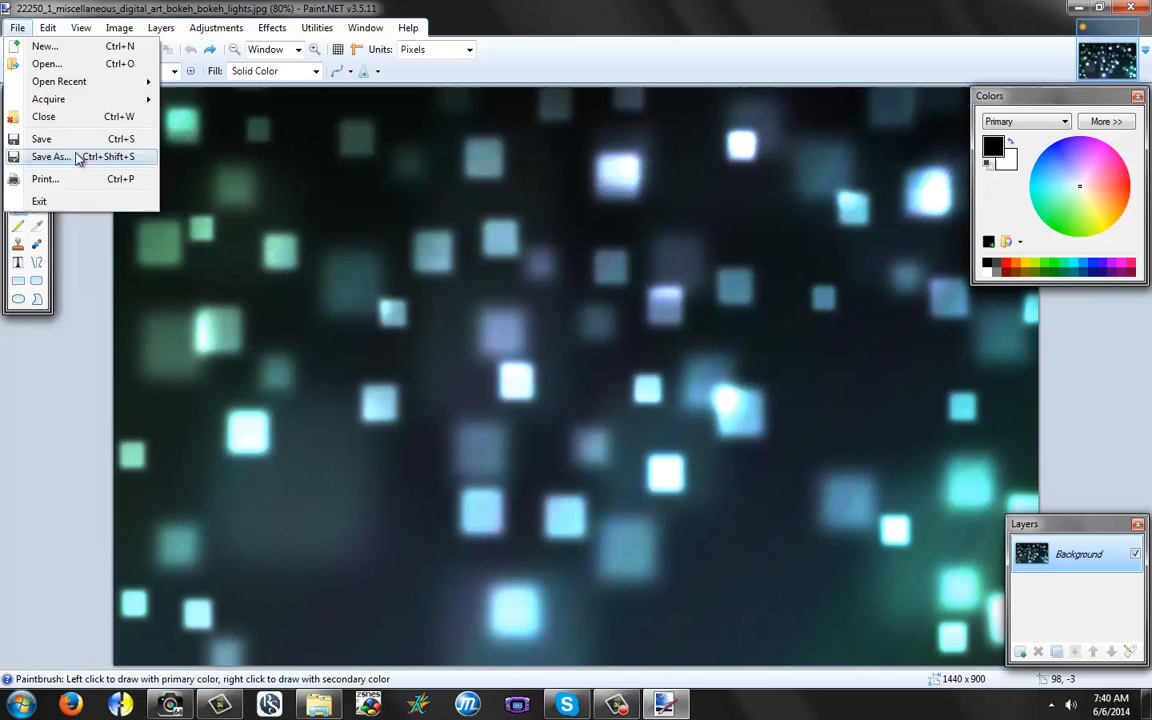 22250_1_miscellaneous_digital_art_bokeh_bokeh_lights.jpg (80%) - Paint.NET v3.5.11
File Edit View Image Layers Adjustments Effects Utilities Window Help
Window Units: Pixels
Fill: Solid Color
New... Ctrl+N
Open... Ctrl+O
Open Recent
Acquire
Close Ctrl+W
Save Ctrl+S
Save As... Ctrl+Shift+S
Print... Ctrl+P
Exit
Colors
Primary More >>
Layers
Background
Paintbrush: Left click to draw with primary color, right click to draw with secondary color 1440 x 900 98, -3
zsnes
7:40 AM
6/6/2014